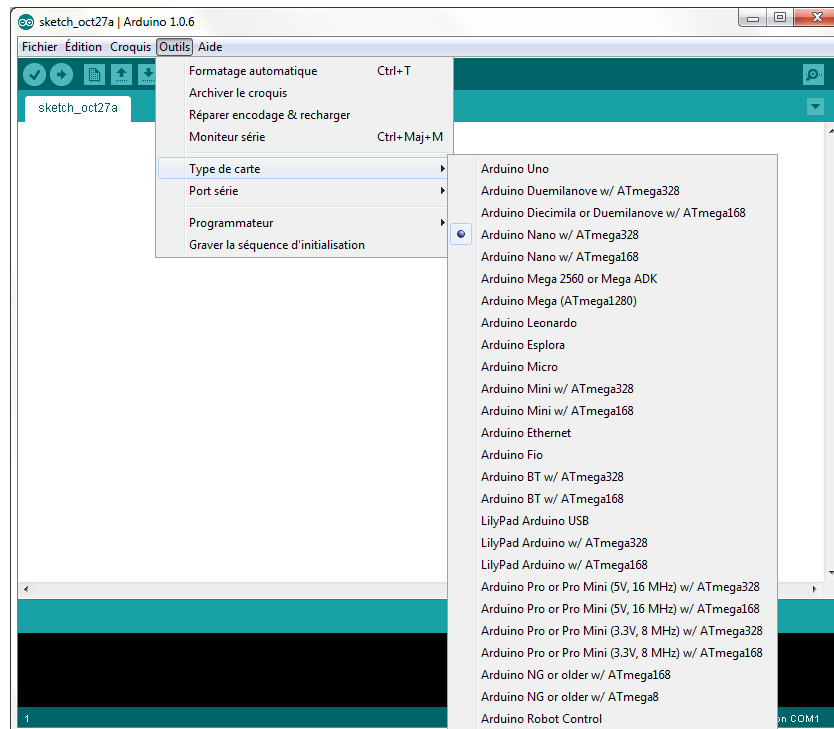 sketch_oct27a | Arduino 1.0.6
Fichier Édition Croquis Outils Aide
sketch_oct27a
Formatage automatique Ctrl+T
Archiver le croquis
Réparer encodage & recharger
Moniteur série Ctrl+Maj+M
Type de carte
Port série
Programmateur
Graver la séquence d'initialisation
Arduino Uno
Arduino Duemilanove w/ ATmega328
Arduino Diecimila or Duemilanove w/ ATmega168
Arduino Nano w/ ATmega328
Arduino Nano w/ ATmega168
Arduino Mega 2560 or Mega ADK
Arduino Mega (ATmega1280)
Arduino Leonardo
Arduino Esplora
Arduino Micro
Arduino Mini w/ ATmega328
Arduino Mini w/ ATmega168
Arduino Ethernet
Arduino Fio
Arduino BT w/ ATmega328
Arduino BT w/ ATmega168
LilyPad Arduino USB
LilyPad Arduino w/ ATmega328
LilyPad Arduino w/ ATmega168
Arduino Pro or Pro Mini (5V, 16 MHz) w/ ATmega328
Arduino Pro or Pro Mini (5V, 16 MHz) w/ ATmega168
Arduino Pro or Pro Mini (3.3V, 8 MHz) w/ ATmega328
Arduino Pro or Pro Mini (3.3V, 8 MHz) w/ ATmega168
Arduino NG or older w/ ATmega168
Arduino NG or older w/ ATmega8
Arduino Robot Control
1 on COM1